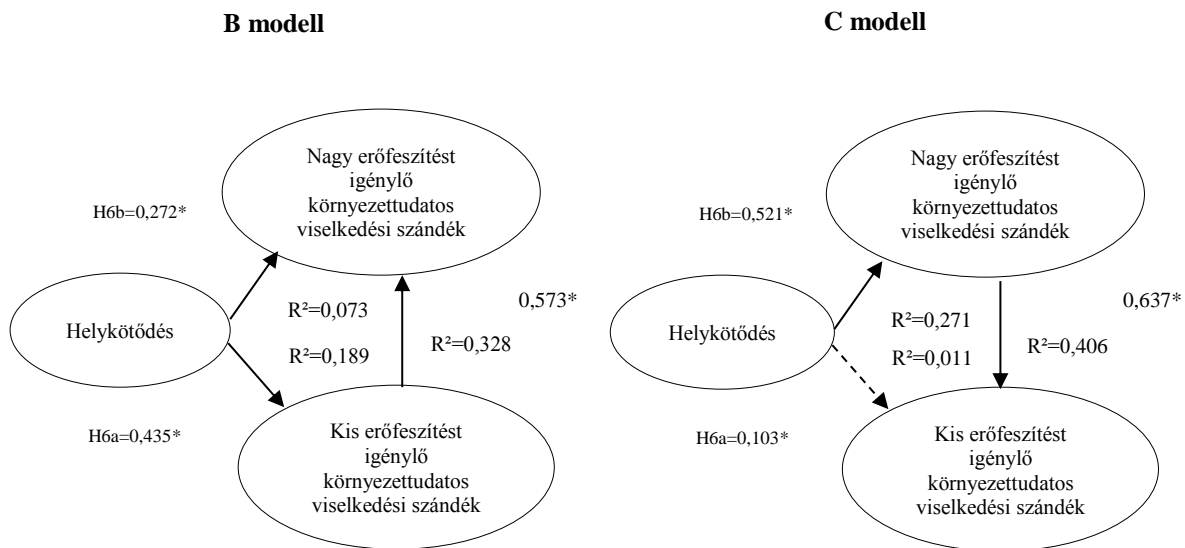 B modell
Nagy erőfeszítést
igénylő
környezettudatos
viselkedési szándék
H6b=0,272*
0,573*
R²=0,073
Helykötődés
R²=0,189
R²=0,328
H6a=0,435*
Kis erőfeszítést
igénylő
környezettudatos
viselkedési szándék
C modell
Nagy erőfeszítést
igénylő
környezettudatos
viselkedési szándék
H6b=0,521*
0,637*
R²=0,271
Helykötődés
R²=0,011
R²=0,406
H6a=0,103*
Kis erőfeszítést
igénylő
környezettudatos
viselkedési szándék